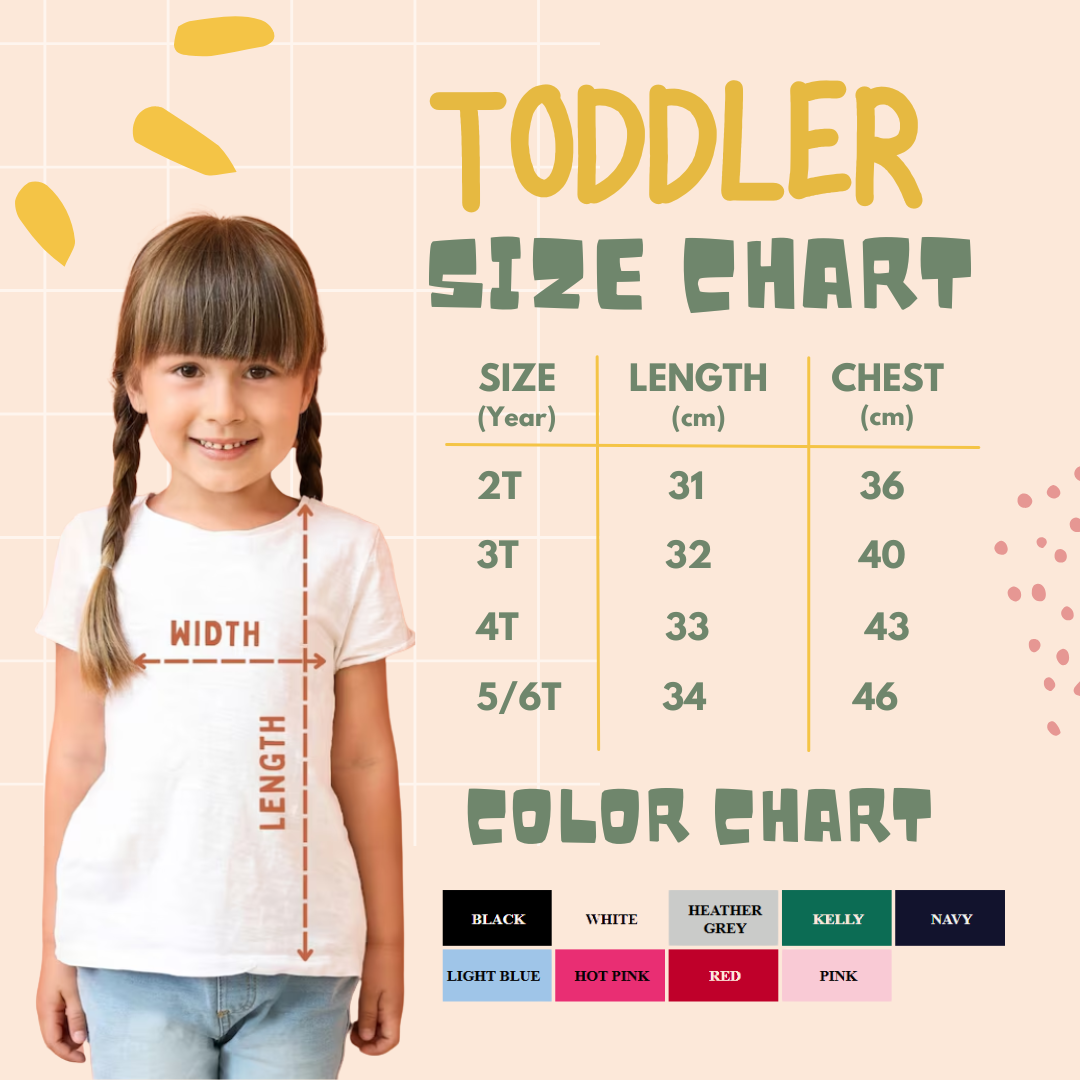 TODDLER
SIZE CHART
SIZE LENGTH CHEST
(Year) (cm) (cm)
2T 31 36
3T 32 40
4T 33 43
5/6T 34 46
WIDTH
LENGTH
COLOR CHART
BLACK WHITE HEATHER GREY KELLY NAVY
LIGHT BLUE HOT PINK RED PINK